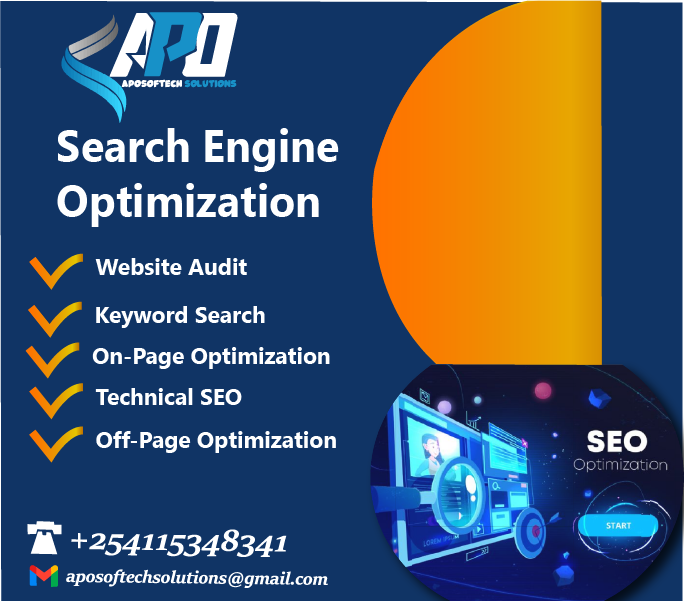 APO
APOSOFTECH SOLUTIONS
Search Engine
Optimization
Website Audit
Keyword Search
On-Page Optimization
Technical SEO
Off-Page Optimization
SEO
Optimization
START
+254115348341
aposoftechsolutions@gmail.com